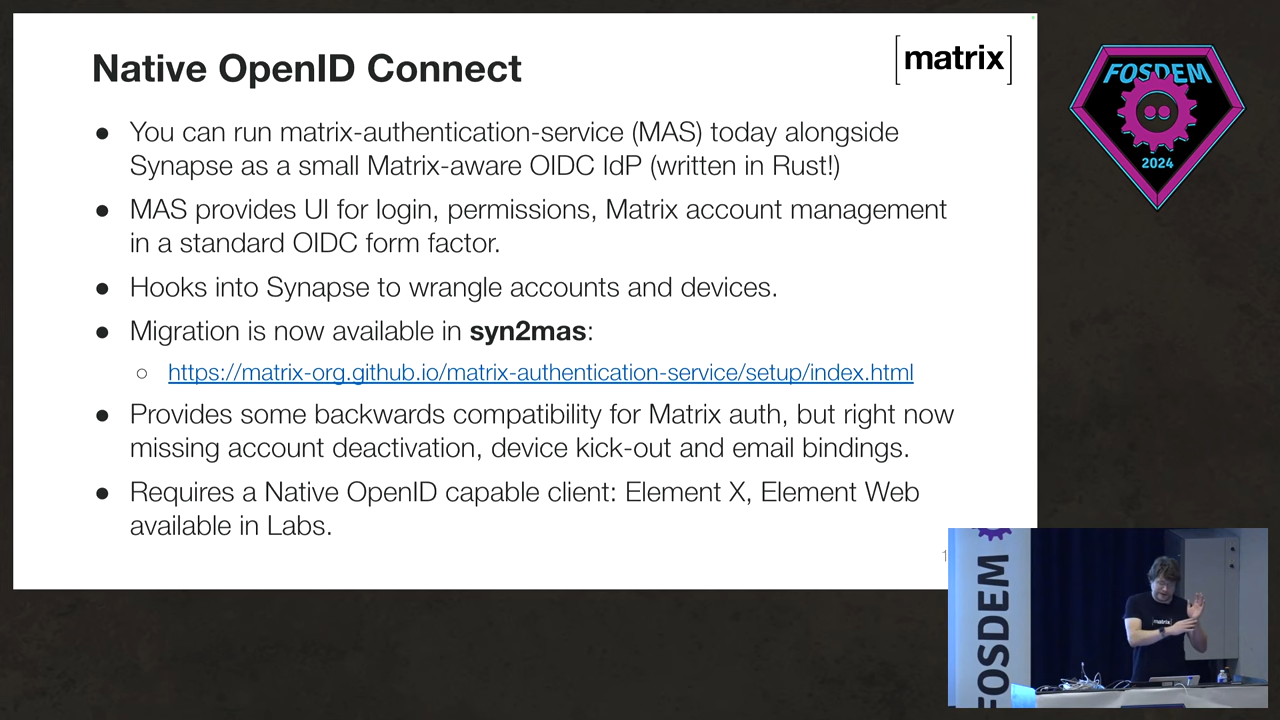 Native OpenID Connect
[matrix]
● You can run matrix-authentication-service (MAS) today alongside
Synapse as a small Matrix-aware OIDC IdP (written in Rust!)
● MAS provides UI for login, permissions, Matrix account management
in a standard OIDC form factor.
● Hooks into Synapse to wrangle accounts and devices.
● Migration is now available in syn2mas:
○ https://matrix-org.github.io/matrix-authentication-service/setup/index.html
● Provides some backwards compatibility for Matrix auth, but right now
missing account deactivation, device kick-out and email bindings.
● Requires a Native OpenID capable client: Element X, Element Web
available in Labs.
FOSDEM
2024
FOSDEM
[matrix]